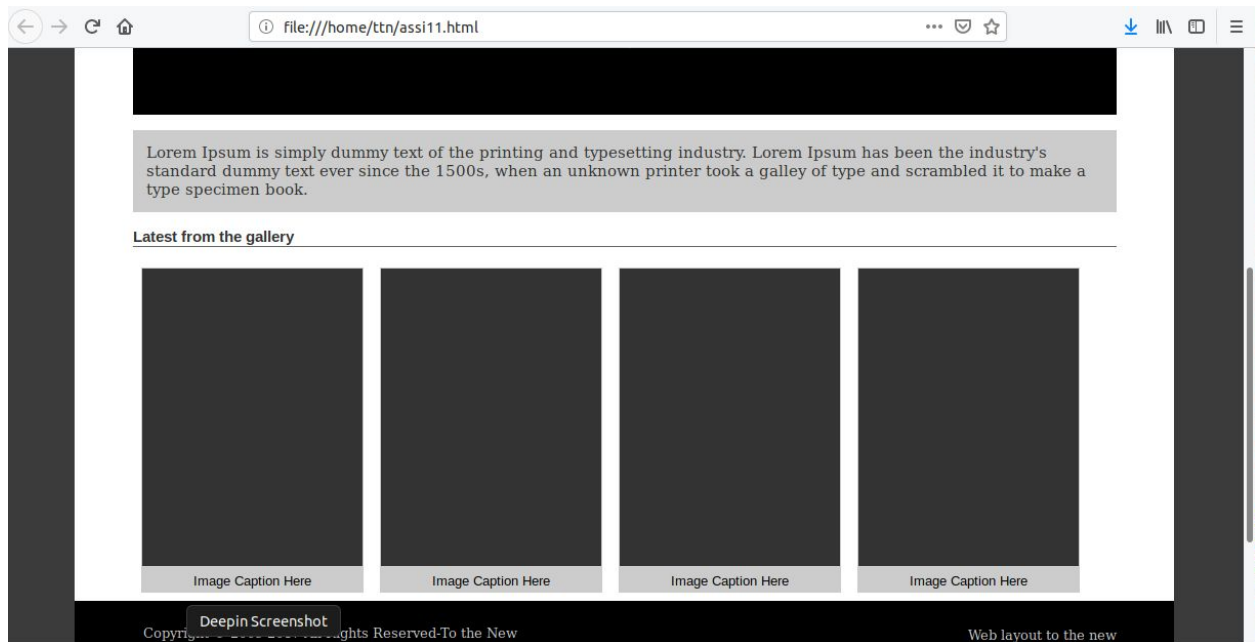 file:///home/ttn/assi11.html
Lorem Ipsum is simply dummy text of the printing and typesetting industry. Lorem Ipsum has been the industry's
standard dummy text ever since the 1500s, when an unknown printer took a galley of type and scrambled it to make a
type specimen book.
Latest from the gallery
Image Caption Here Image Caption Here Image Caption Here Image Caption Here
Deepin Screenshot
Reserved-To the New
Web layout to the new